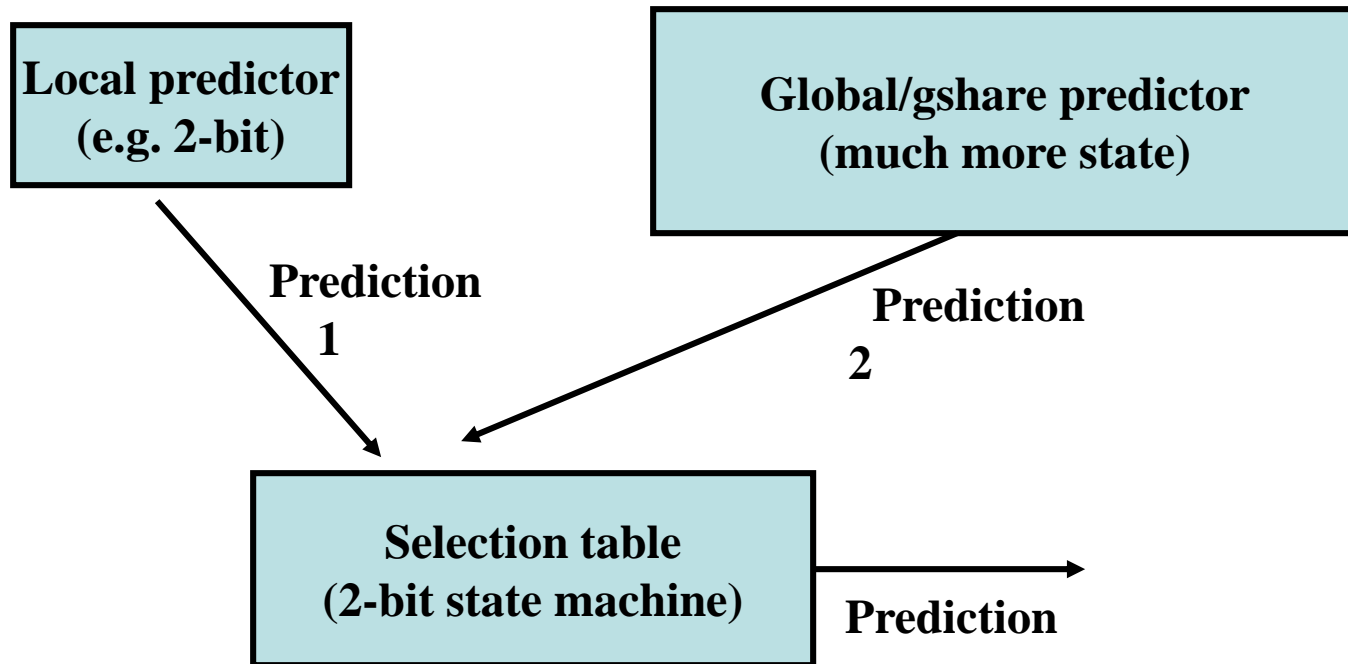 Local predictor
(e.g. 2-bit)
Global/gshare predictor
(much more state)
Prediction
1
Prediction
2
Selection table
(2-bit state machine)
Prediction